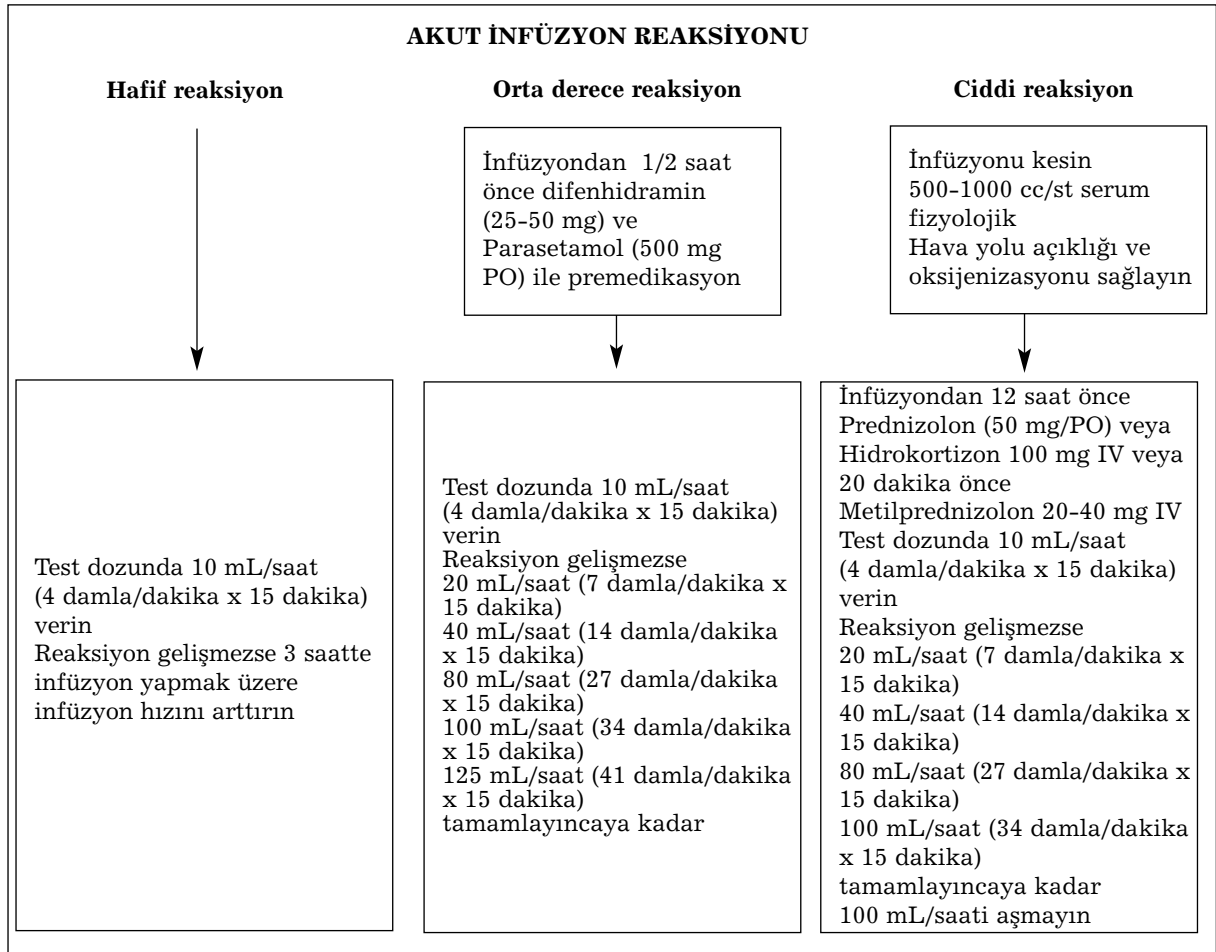 AKUT İNFÜZYON REAKSİYONU
Hafif reaksiyon
Orta derece reaksiyon
Ciddi reaksiyon
İnfüzyondan 1/2 saat
önce difenhidramin
(25-50 mg) ve
Parasetamol (500 mg
PO) ile premedikasyon
İnfüzyonu kesin
500-1000 cc/st serum
fizyolojik
Hava yolu açıklığı ve
oksijenizasyonu sağlayın
Test dozunda 10 mL/saat
(4 damla/dakika x 15 dakika)
verin
Reaksiyon gelişmezse 3 saatte
infüzyon yapmak üzere
infüzyon hızını arttırın
Test dozunda 10 mL/saat
(4 damla/dakika x 15 dakika)
verin
Reaksiyon gelişmezse
20 mL/saat (7 damla/dakika x
15 dakika)
40 mL/saat (14 damla/dakika
x 15 dakika)
80 mL/saat (27 damla/dakika
x 15 dakika)
100 mL/saat (34 damla/dakika
x 15 dakika)
125 mL/saat (41 damla/dakika
x 15 dakika)
tamamlayıncaya kadar
İnfüzyondan 12 saat önce
Prednizolon (50 mg/PO) veya
Hidrokortizon 100 mg IV veya
20 dakika önce
Metilprednizolon 20-40 mg IV
Test dozunda 10 mL/saat
(4 damla/dakika x 15 dakika)
verin
Reaksiyon gelişmezse
20 mL/saat (7 damla/dakika x
15 dakika)
40 mL/saat (14 damla/dakika x
15 dakika)
80 mL/saat (27 damla/dakika x
15 dakika)
100 mL/saat (34 damla/dakika
x 15 dakika)
tamamlayıncaya kadar
100 mL/saati aşmayın